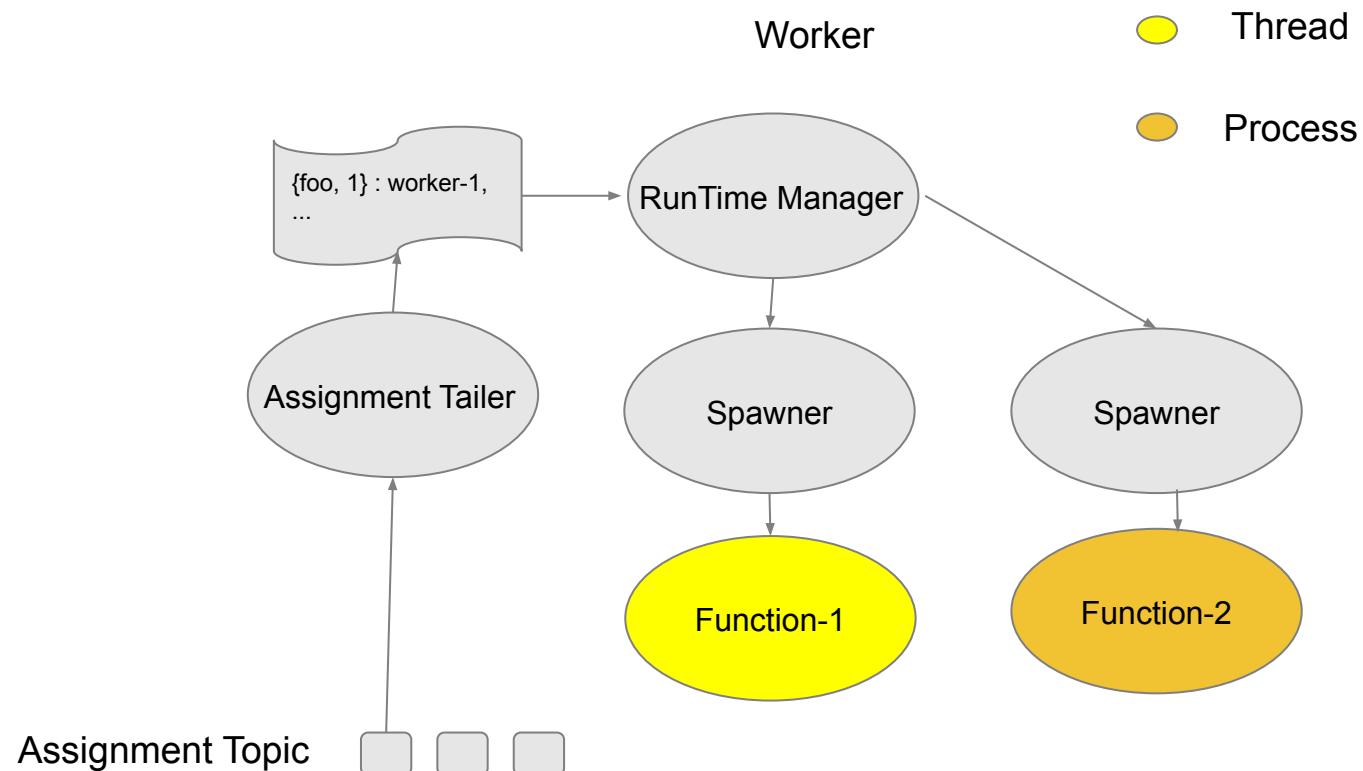 Worker
Thread
Process
{foo, 1} : worker-1,
...
RunTime Manager
Assignment Tailer
Spawner
Spawner
Function-1
Function-2
Assignment Topic